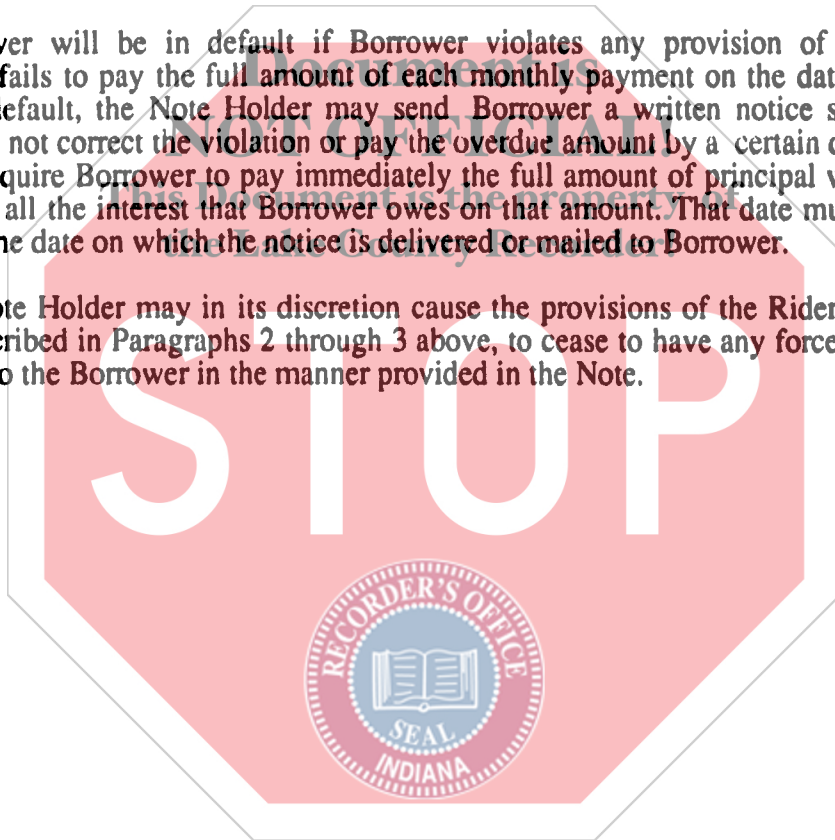 ver will be in default if Borrower violates any provision of
fails to pay the full amount of each monthly payment on the dat
efault, the Note Holder may send Borrower a written notice s
not correct the violation or pay the overdue amount by a certain d
quire Borrower to pay immediately the full amount of principal w
all the interest that Borrower owes on that amount. That date mu
ne date on which the notice is delivered or mailed to Borrower.
ote Holder may in its discretion cause the provisions of the Rider
cribed in Paragraphs 2 through 3 above, to cease to have any force
o the Borrower in the manner provided in the Note.
Document is
NOT OFFICIAL!
This Document is the property of
the Lake County Recorder!
STOP
RECORDER'S OFFICE
SEAL
INDIANA